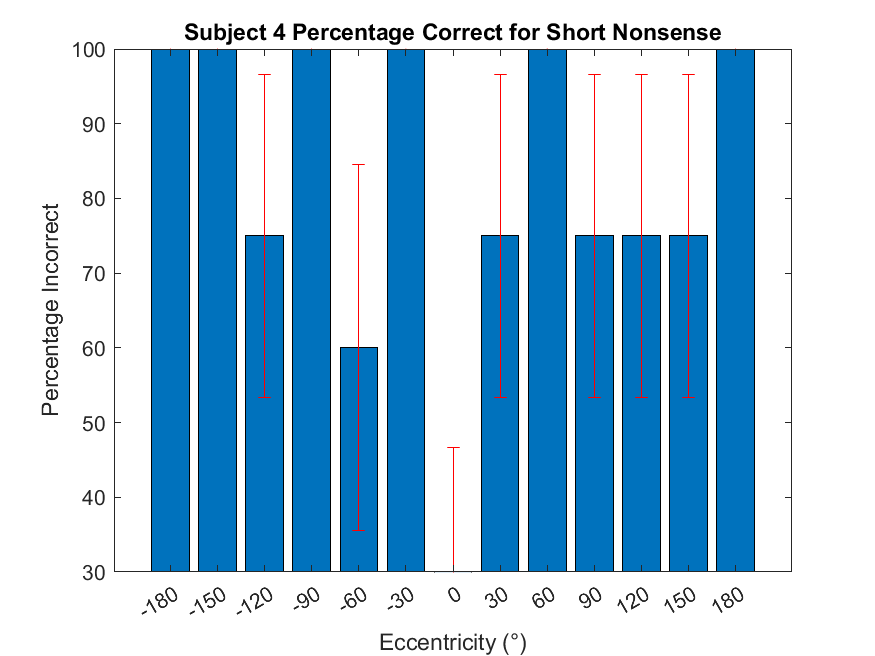 Subject 4 Percentage Correct for Short Nonsense
100
90
80
70
60
50
40
30
Percentage Incorrect
-180 -150 -120 -90 -60 -30 0 30 60 90 120 150 180
Eccentricity (°)